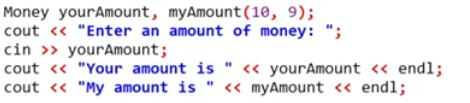 Money yourAmount, myAmount(10, 9);
cout << "Enter an amount of money: ";
cin >> yourAmount;
cout << "Your amount is " << yourAmount << endl;
cout << "My amount is " << myAmount << endl;